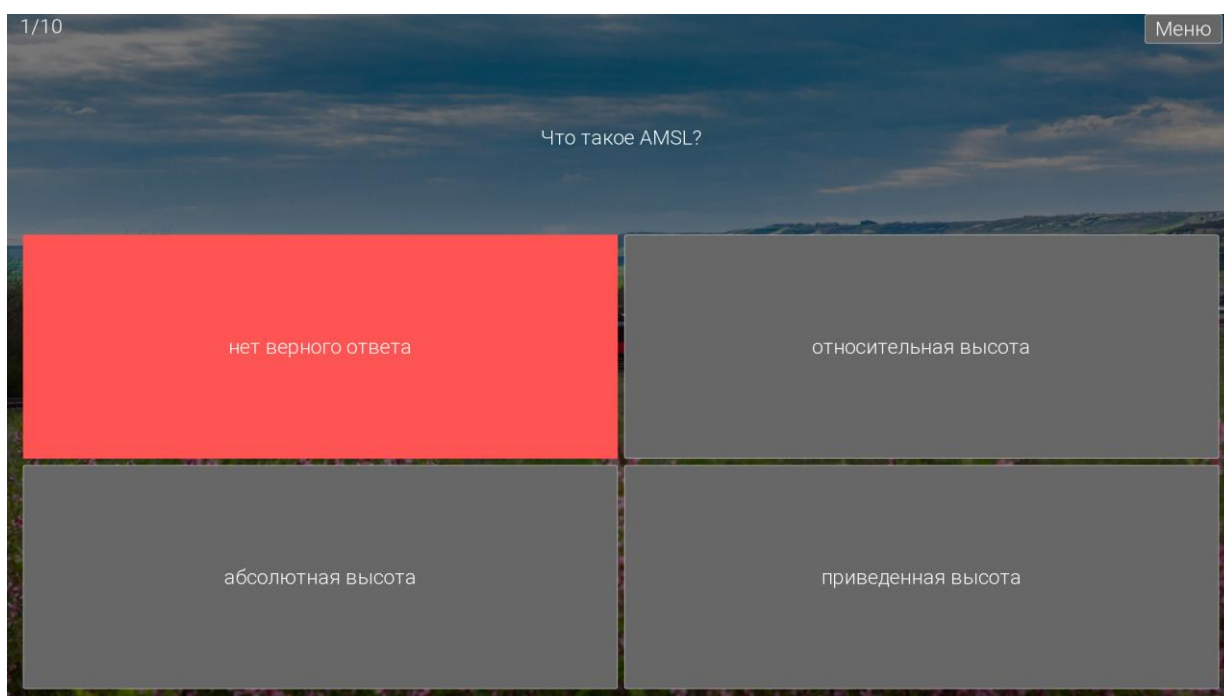 1/10
Меню
Что такое AMSL?
нет верного ответа
относительная высота
абсолютная высота
приведенная высота